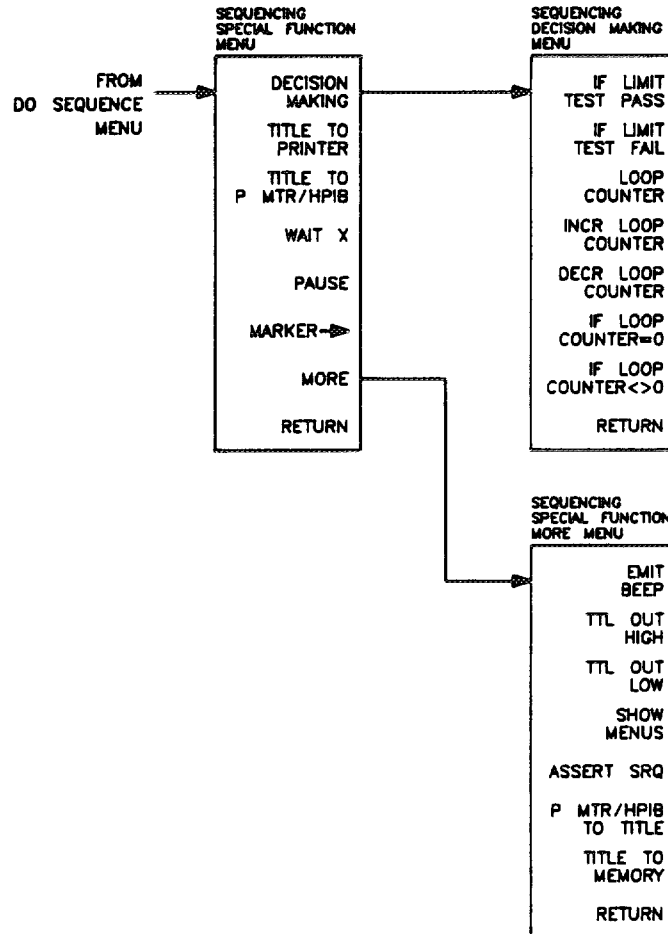 FROM
DO SEQUENCE
MENU
SEQUENCING
SPECIAL FUNCTION
MENU
DECISION
MAKING
TITLE TO
PRINTER
TITLE TO
P MTR/HPIB
WAIT X
PAUSE
MARKER→
MORE
RETURN
SEQUENCING
DECISION MAKING
MENU
IF LIMIT
TEST PASS
IF LIMIT
TEST FAIL
LOOP
COUNTER
INCR LOOP
COUNTER
DECR LOOP
COUNTER
IF LOOP
COUNTER=0
IF LOOP
COUNTER<>0
RETURN
SEQUENCING
SPECIAL FUNCTION
MORE MENU
EMIT
BEEP
TTL OUT
HIGH
TTL OUT
LOW
SHOW
MENUS
ASSERT SRQ
P MTR/HPIB
TO TITLE
TITLE TO
MEMORY
RETURN